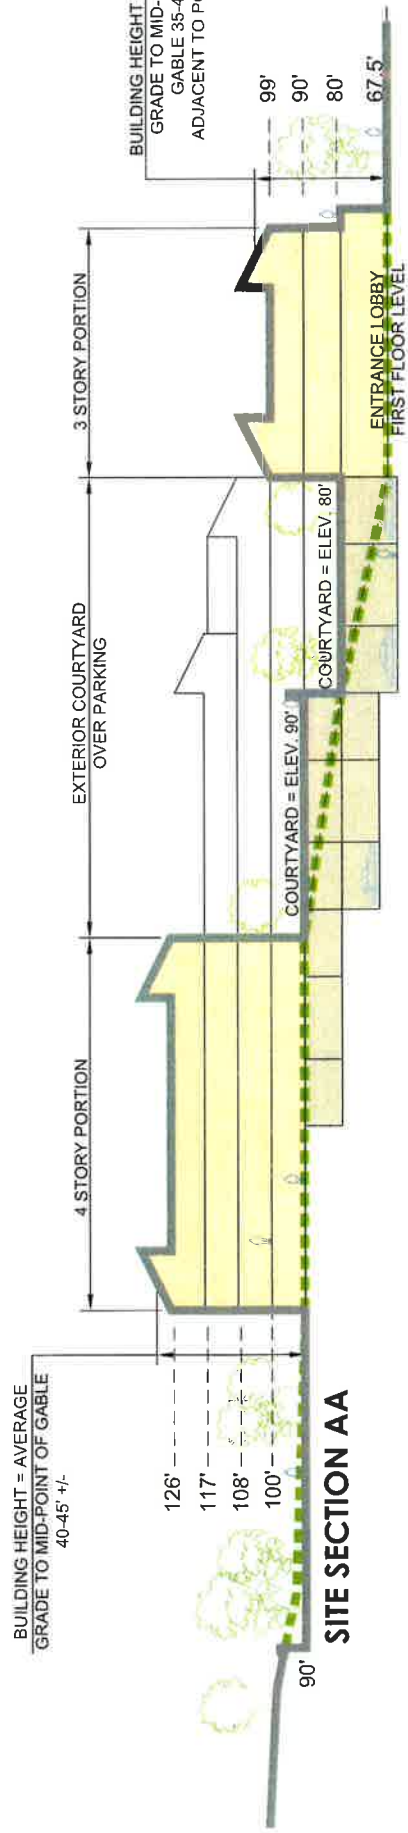 BUILDING HEIGHT = AVERAGE
GRADE TO MID-POINT OF GABLE
40-45' +/-
4 STORY PORTION
EXTERIOR COURTYARD
OVER PARKING
3 STORY PORTION
BUILDING HEIGHT
GRADE TO MID-
GABLE 35-4
ADJACENT TO PO
126'
117'
108'
100'
90'
COURTYARD = ELEV. 90'
COURTYARD = ELEV. 80'
ENTRANCE LOBBY
FIRST FLOOR LEVEL
99'
90'
80'
67.5'
SITE SECTION AA